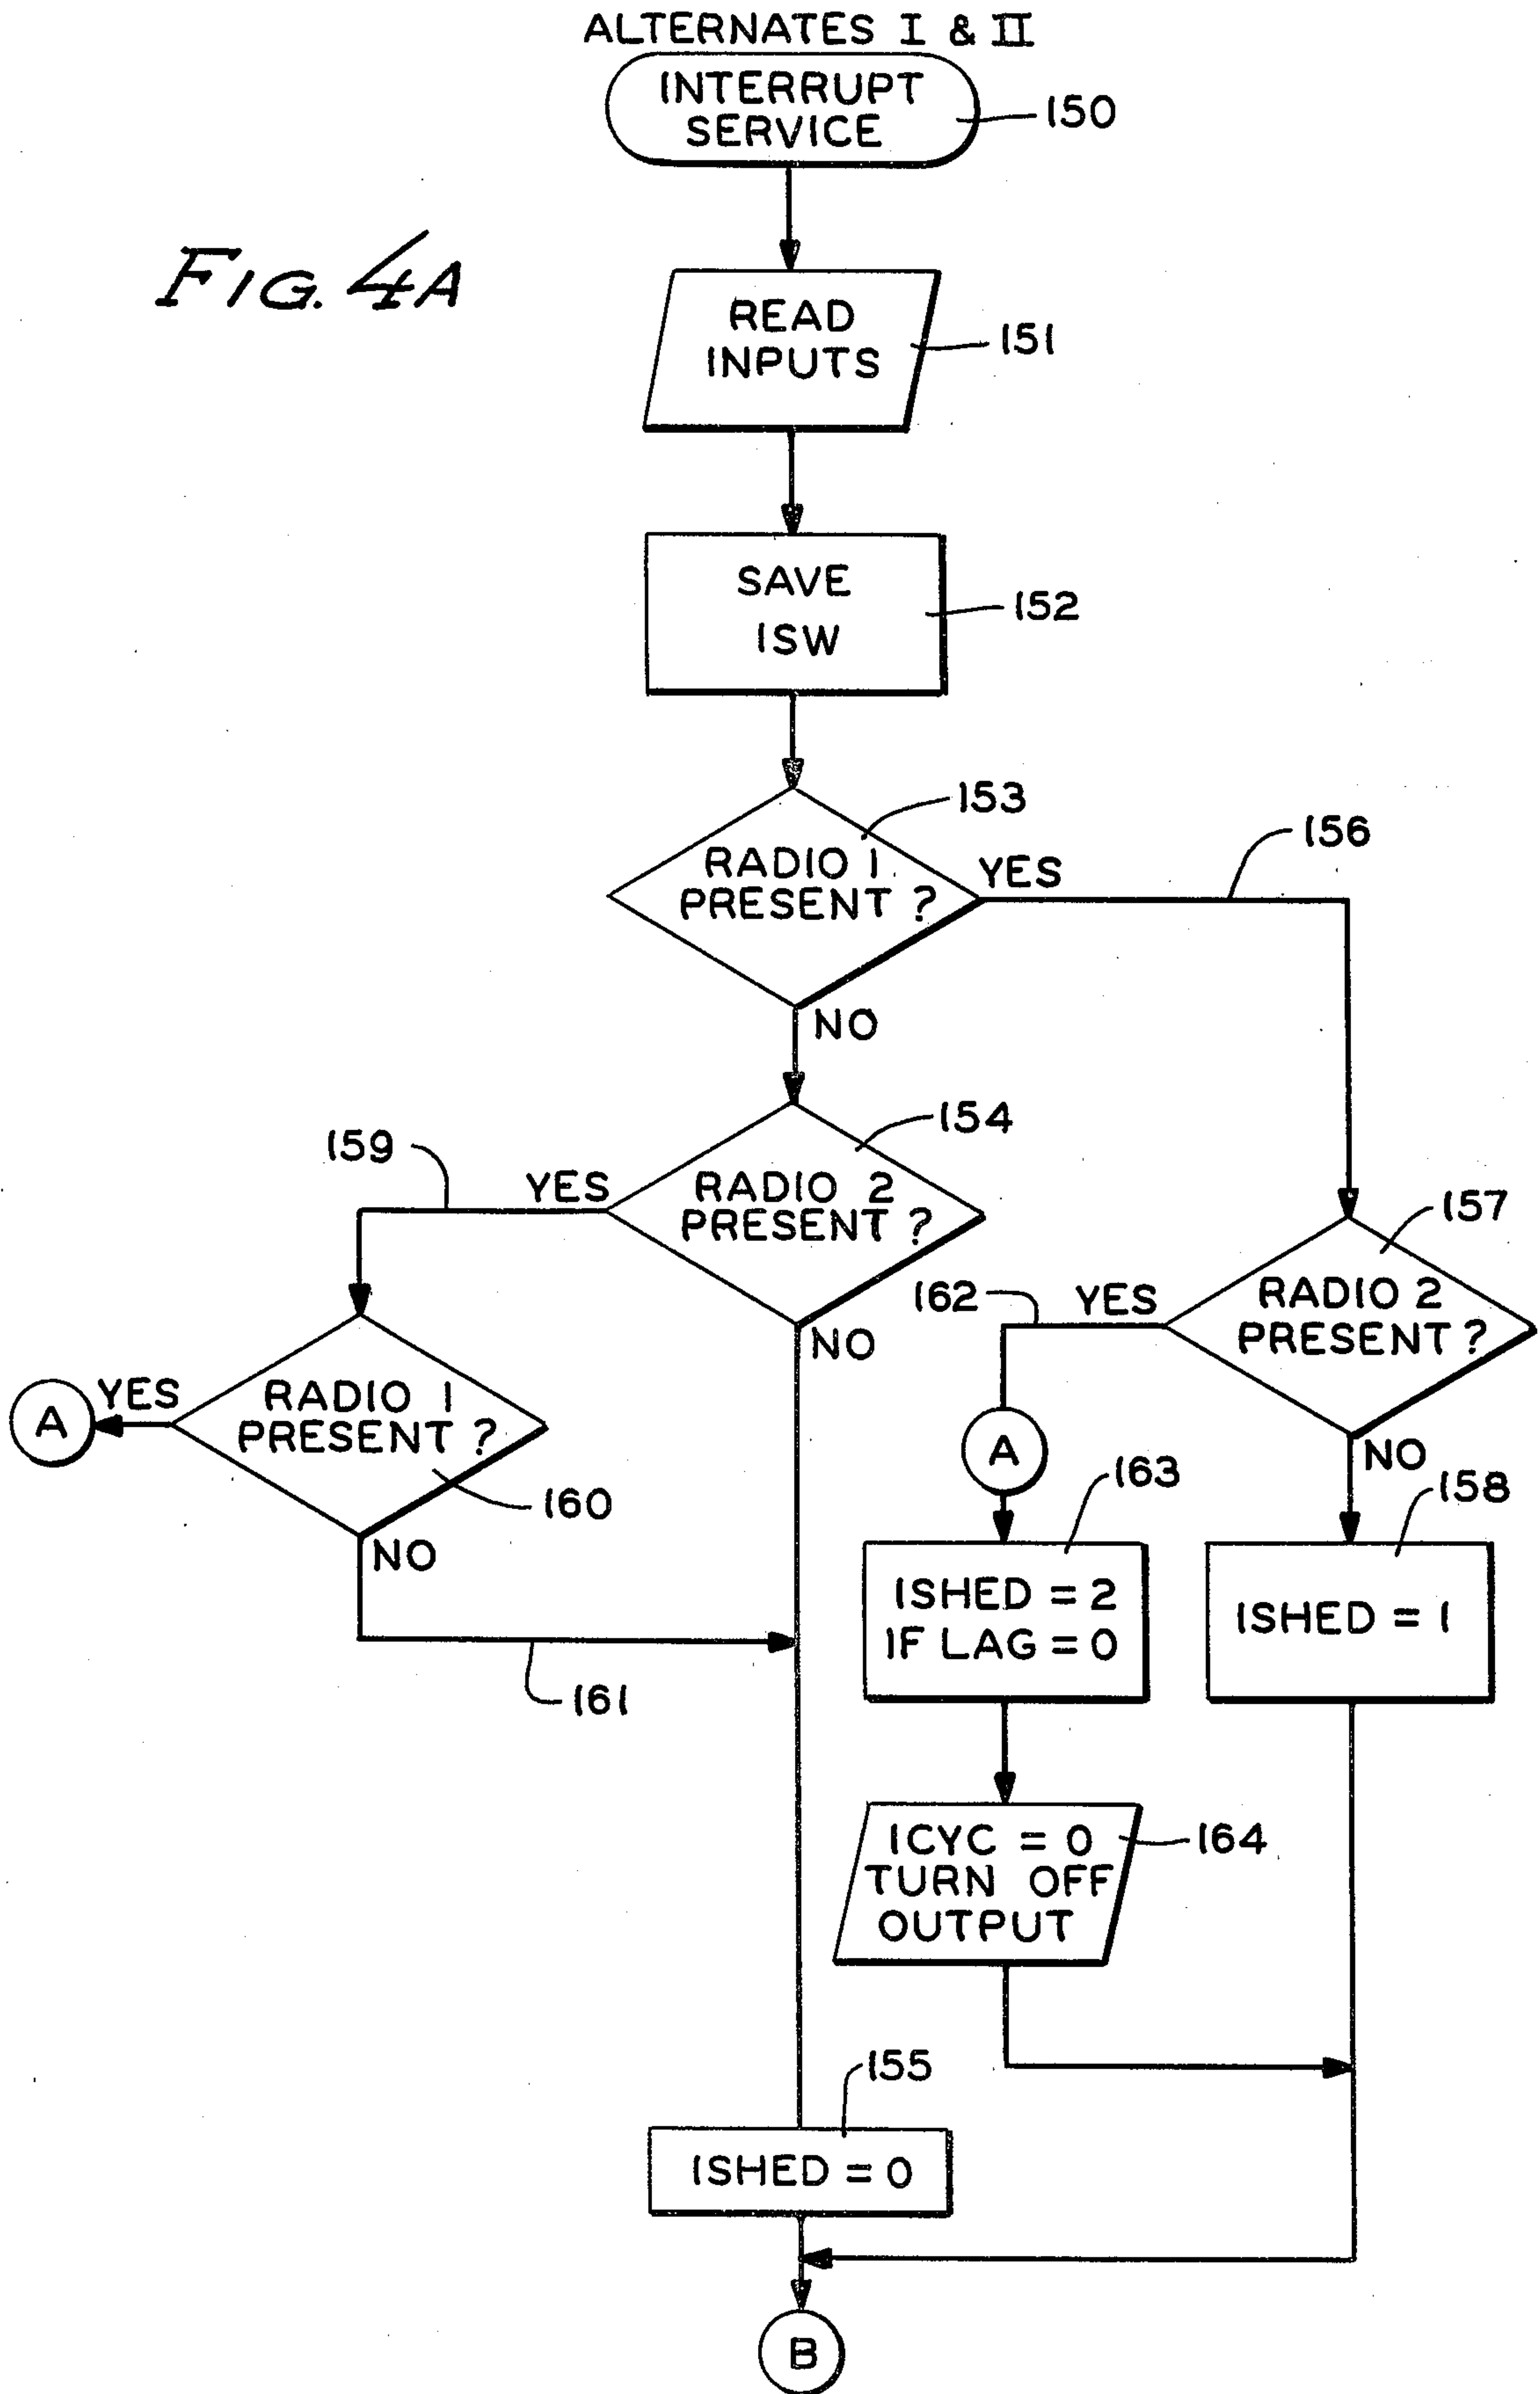 ALTERNATES I & II
INTERRUPT
SERVICE
150
FIG. 4A
READ
INPUTS
151
SAVE
ISW
152
153
RADIO 1
PRESENT ?
YES
156
NO
154
159
YES
RADIO 2
PRESENT ?
NO
157
162
YES
RADIO 2
PRESENT ?
NO
A
YES
RADIO 1
PRESENT ?
160
NO
161
A
163
158
ISHED = 2
IF LAG = 0
ISHED = 1
ICYC = 0
TURN OFF
OUTPUT
164
155
ISHED = 0
B